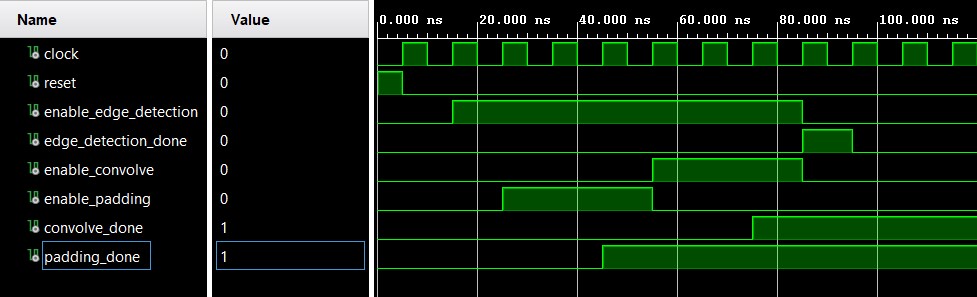 Name Value 0.000 ns 20.000 ns 40.000 ns 60.000 ns 80.000 ns 100.000 ns
clock 0
reset 0
enable_edge_detection 0
edge_detection_done 0
enable_convolve 0
enable_padding 0
convolve_done 1
padding_done 1